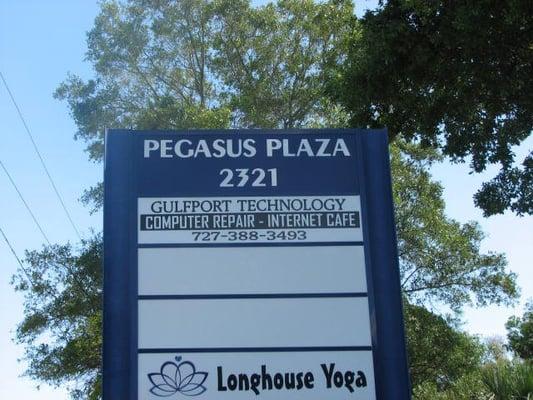 PEGASUS PLAZA
2321
GULFPORT TECHNOLOGY
COMPUTER REPAIR - INTERNET CAFE
727-388-3493
Longhouse Yoga